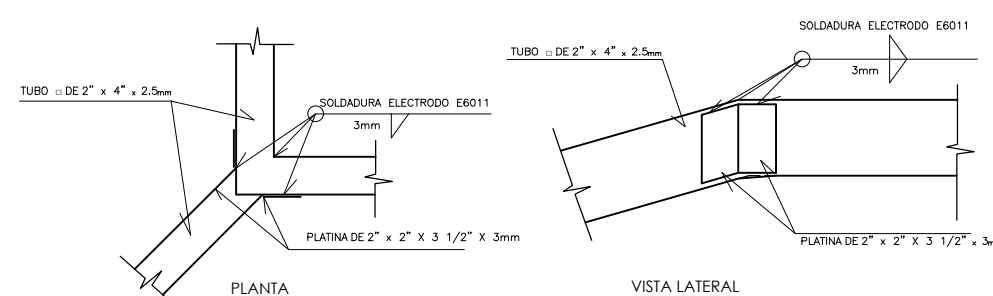 TUBO □ DE 2” x 4” x 2.5mm
SOLDADURA ELECTRODO E6011
3mm
PLATINA DE 2” x 2” X 3 1/2” X 3mm
PLANTA
SOLDADURA ELECTRODO E6011
TUBO □ DE 2” x 4” x 2.5mm
3mm
PLATINA DE 2” x 2” X 3 1/2” x 3m
VISTA LATERAL